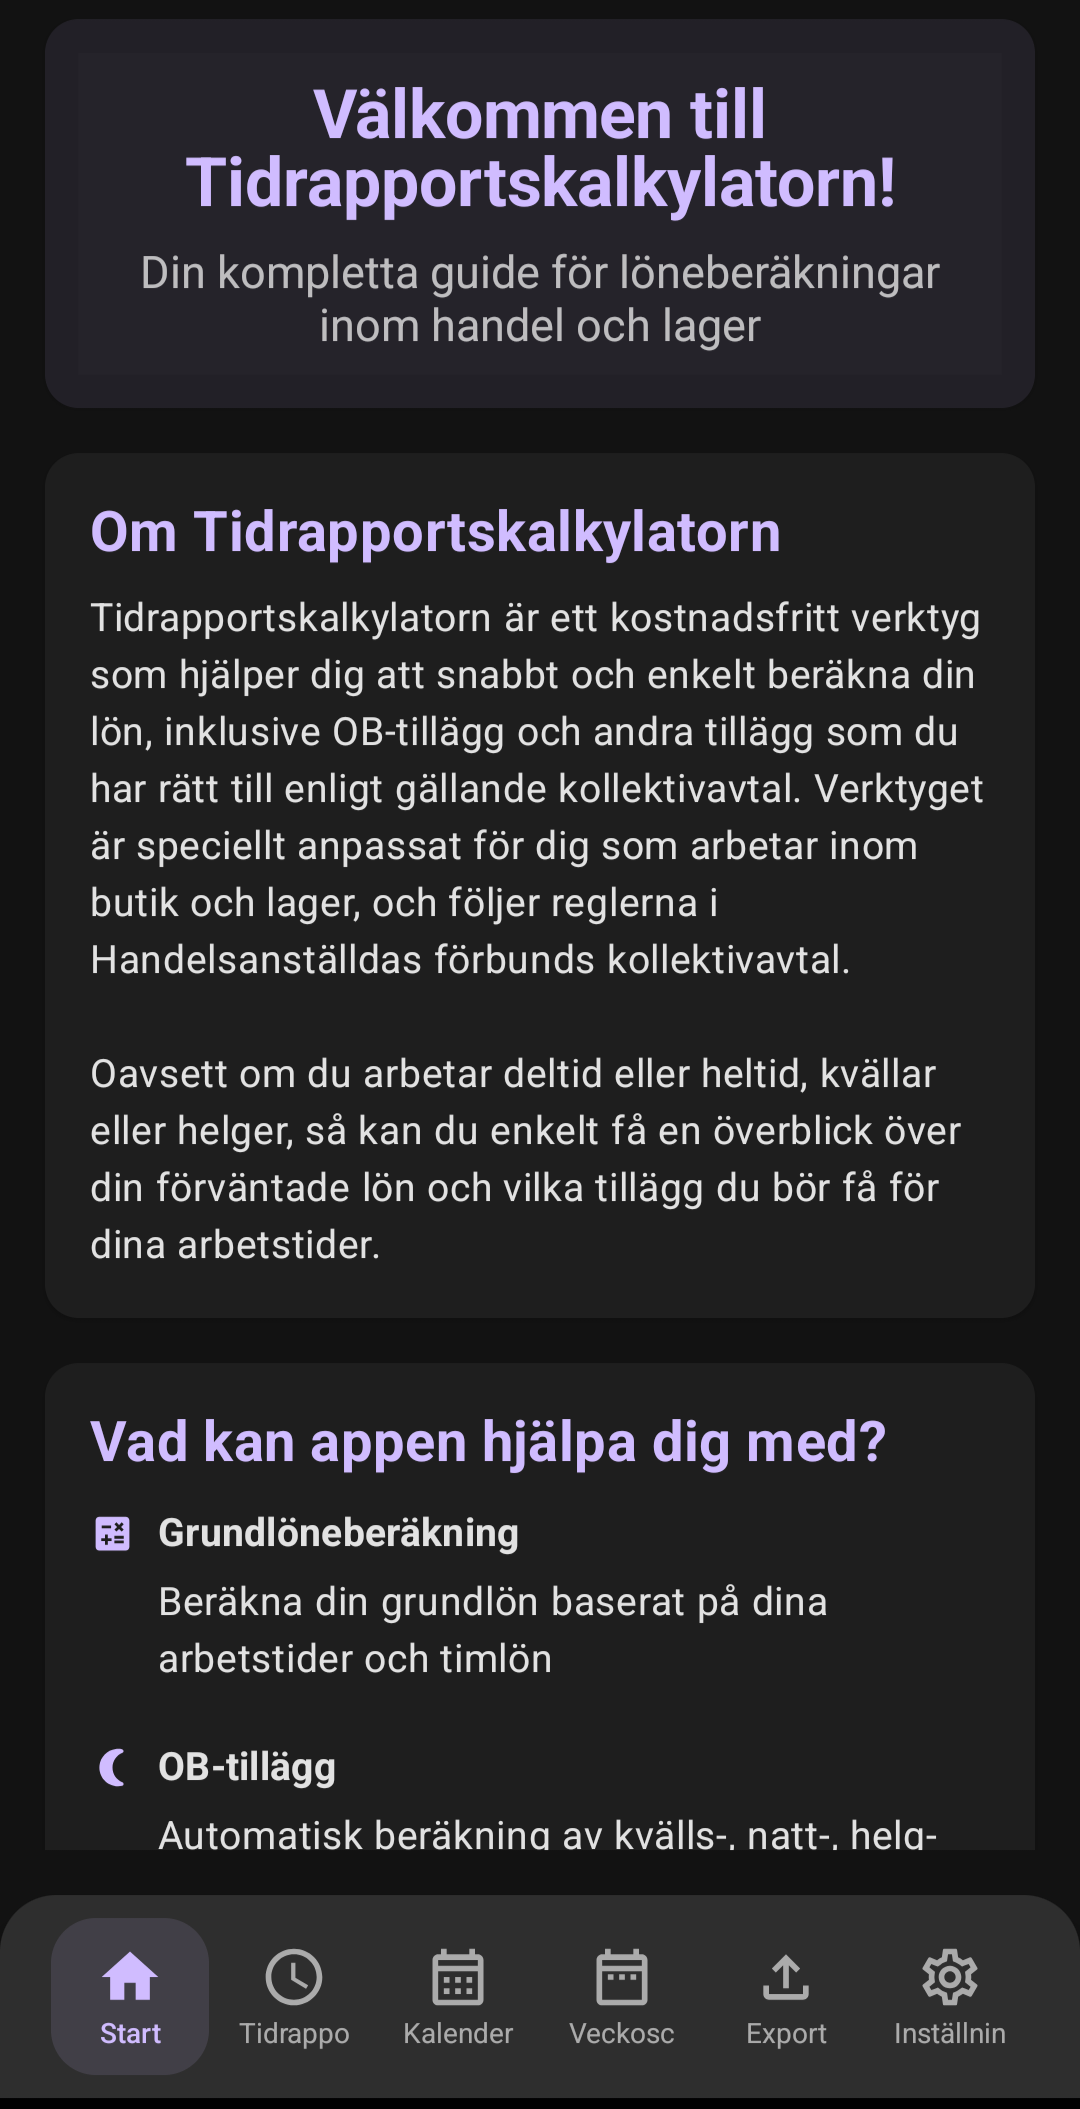 Välkommen till
Tidrapportskalkylatorn!
Din kompletta guide för löneberäkningar
inom handel och lager
Om Tidrapportskalkylatorn
Tidrapportskalkylatorn är ett kostnadsfritt verktyg
som hjälper dig att snabbt och enkelt beräkna din
lön, inklusive OB-tillägg och andra tillägg som du
har rätt till enligt gällande kollektivavtal. Verktyget
är speciellt anpassat för dig som arbetar inom
butik och lager, och följer reglerna i
Handelsanställdas förbunds kollektivavtal.
Oavsett om du arbetar deltid eller heltid, kvällar
eller helger, så kan du enkelt få en överblick över
din förväntade lön och vilka tillägg du bör få för
dina arbetstider.
Vad kan appen hjälpa dig med?
Grundlöneberäkning
Beräkna din grundlön baserat på dina
arbetstider och timlön
OB-tillägg
Automatisk beräkning av kvälls-, natt-, helg-
Start
Tidrappo
Kalender
Veckosc
Export
Inställnin